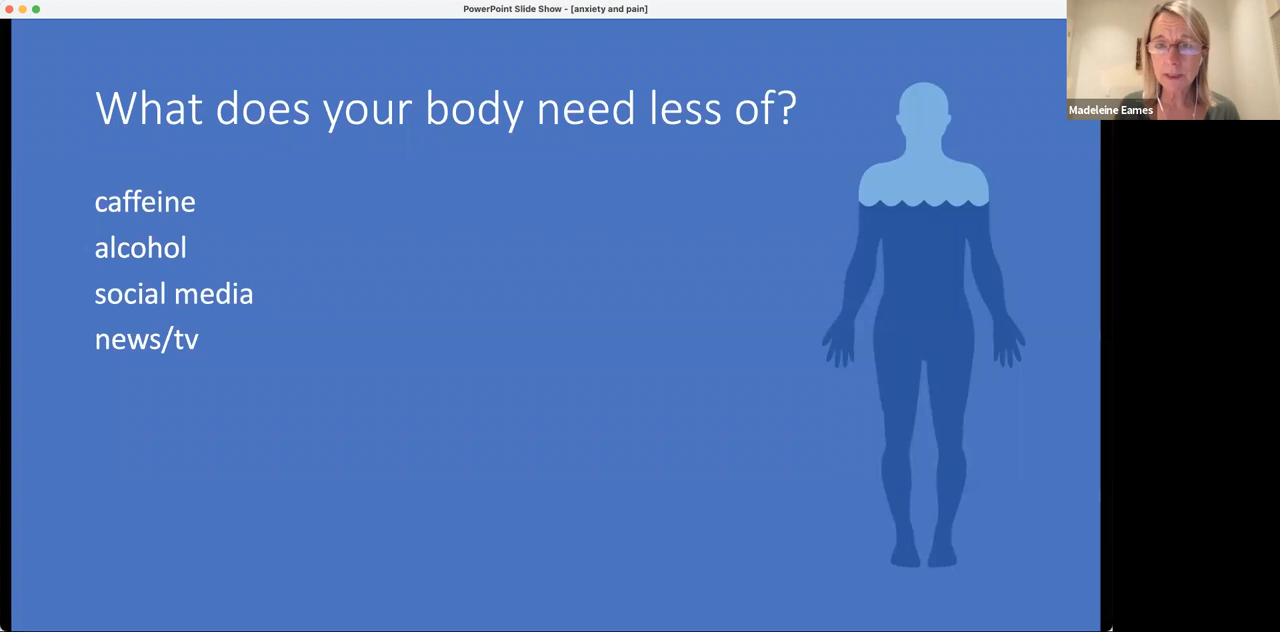 PowerPoint Slide Show - [anxiety and pain]
Madeleine Eames
What does your body need less of?
caffeine
alcohol
social media
news/tv